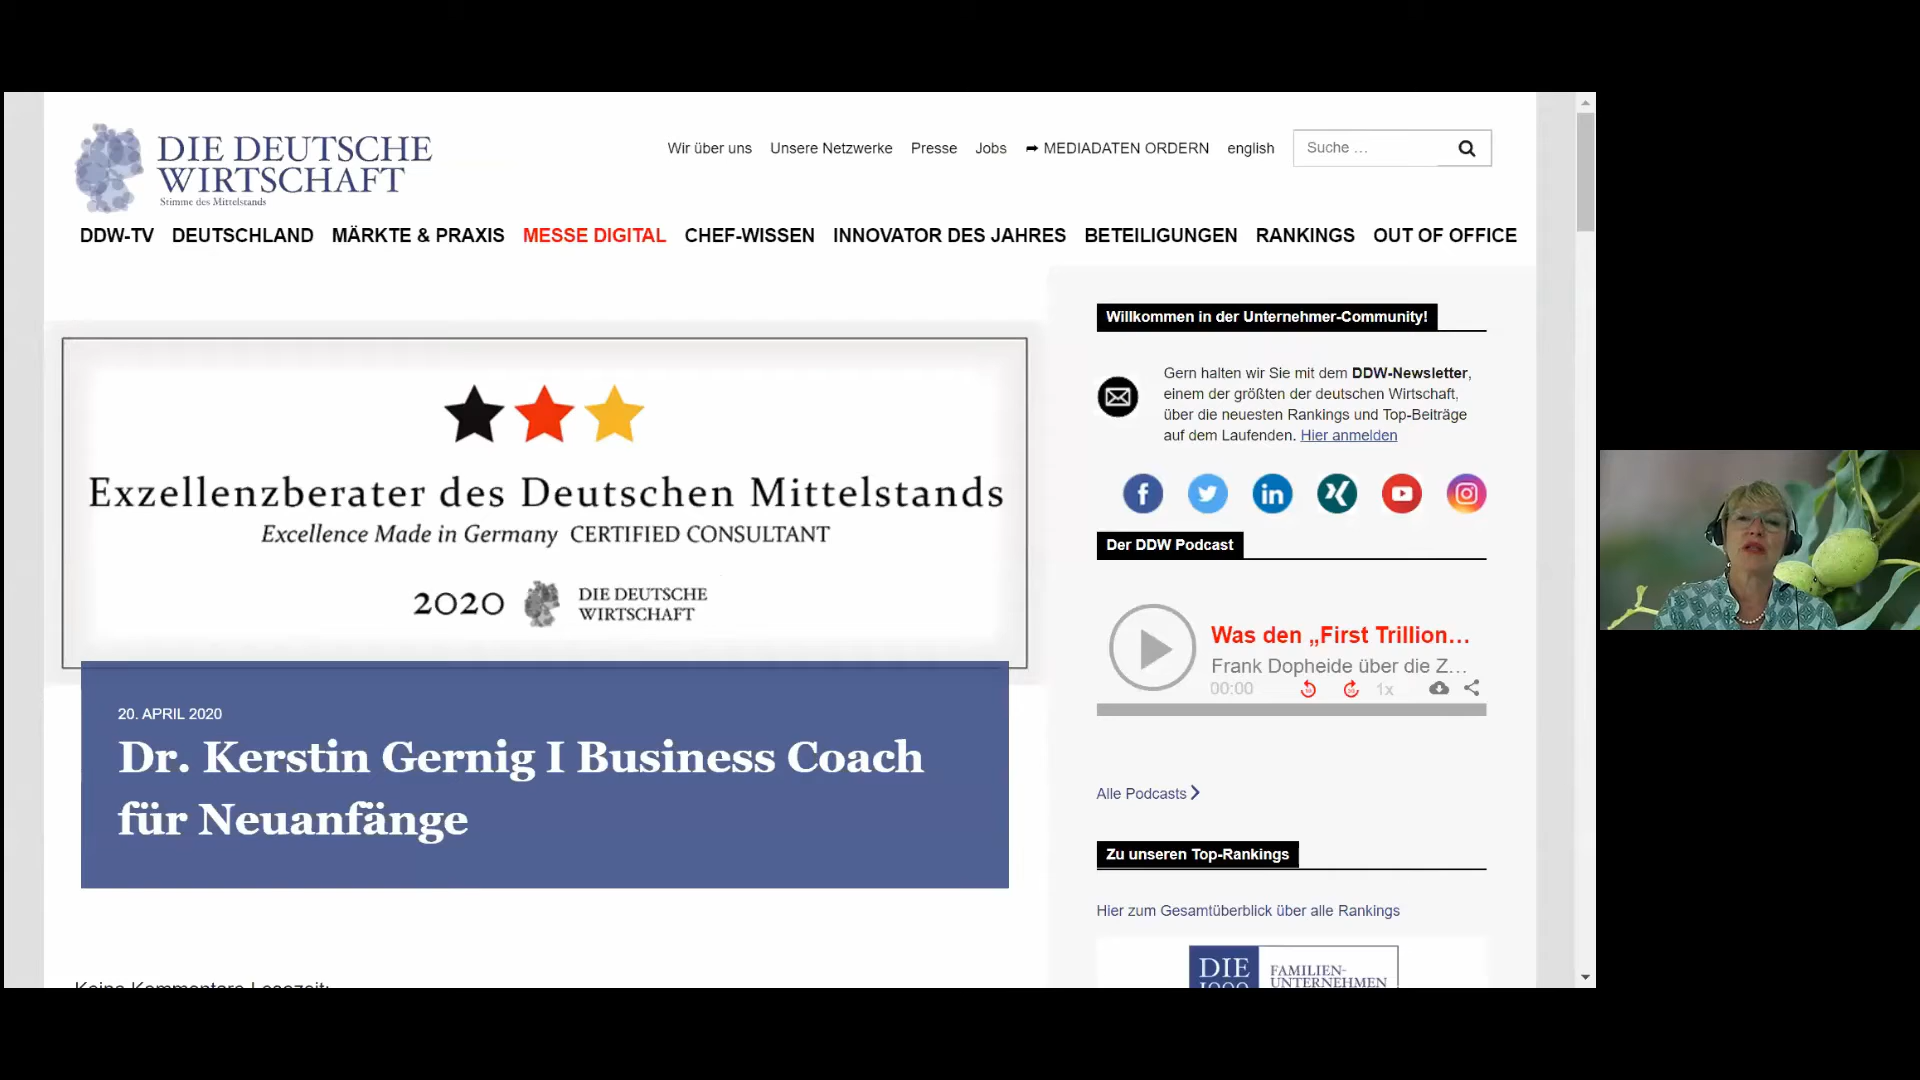 DIE DEUTSCHE
WIRTSCHAFT
Stimme des Mittelstands
Wir über uns Unsere Netzwerke Presse Jobs ➦ MEDIADATEN ORDERN english Suche …
DDW-TV DEUTSCHLAND MÄRKTE & PRAXIS MESSE DIGITAL CHEF-WISSEN INNOVATOR DES JAHRES BETEILIGUNGEN RANKINGS OUT OF OFFICE
Exzellenzberater des Deutschen Mittelstands
Excellence Made in Germany CERTIFIED CONSULTANT
2020 DIE DEUTSCHE
WIRTSCHAFT
20. APRIL 2020
Dr. Kerstin Gernig I Business Coach
für Neuanfänge
Keine Kommentare Lesezeit:
Willkommen in der Unternehmer-Community!
Gern halten wir Sie mit dem DDW-Newsletter,
einem der größten der deutschen Wirtschaft,
über die neuesten Rankings und Top-Beiträge
auf dem Laufenden. Hier anmelden
Der DDW Podcast
Was den „First Trillion…
Frank Dopheide über die Z…
00:00 1x
Alle Podcasts
Zu unseren Top-Rankings
Hier zum Gesamtüberblick über alle Rankings
DIE FAMILIEN-
1000 UNTERNEHMEN